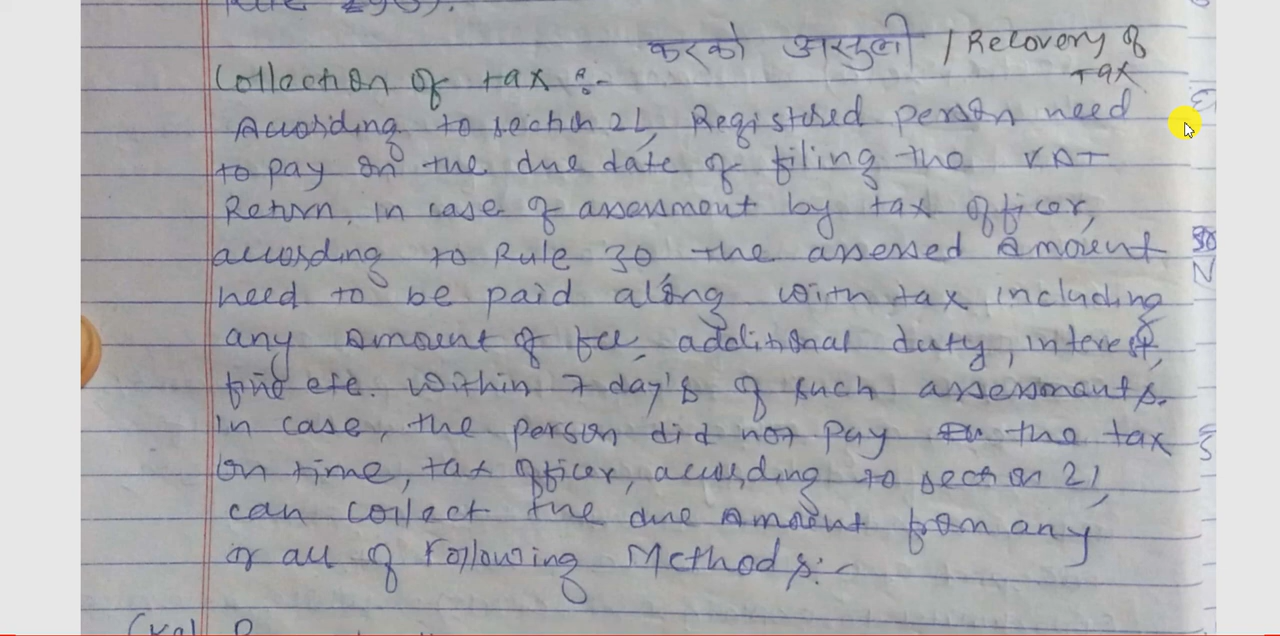 करको असुली / Recovery of tax
Collection of tax :-
According to section 21, Registered person need
to pay on the due date of filing the VAT
Return. In case of assessment by tax officer,
according to Rule 30 the assessed Amount
need to be paid along with tax including
any Amount of fee, additional duty, interest,
fine etc. within 7 day's of such assessments.
In case, the person did not pay the tax
on time, tax officer, according to section 21,
can collect the due Amount from any
or all of Following Methods:-